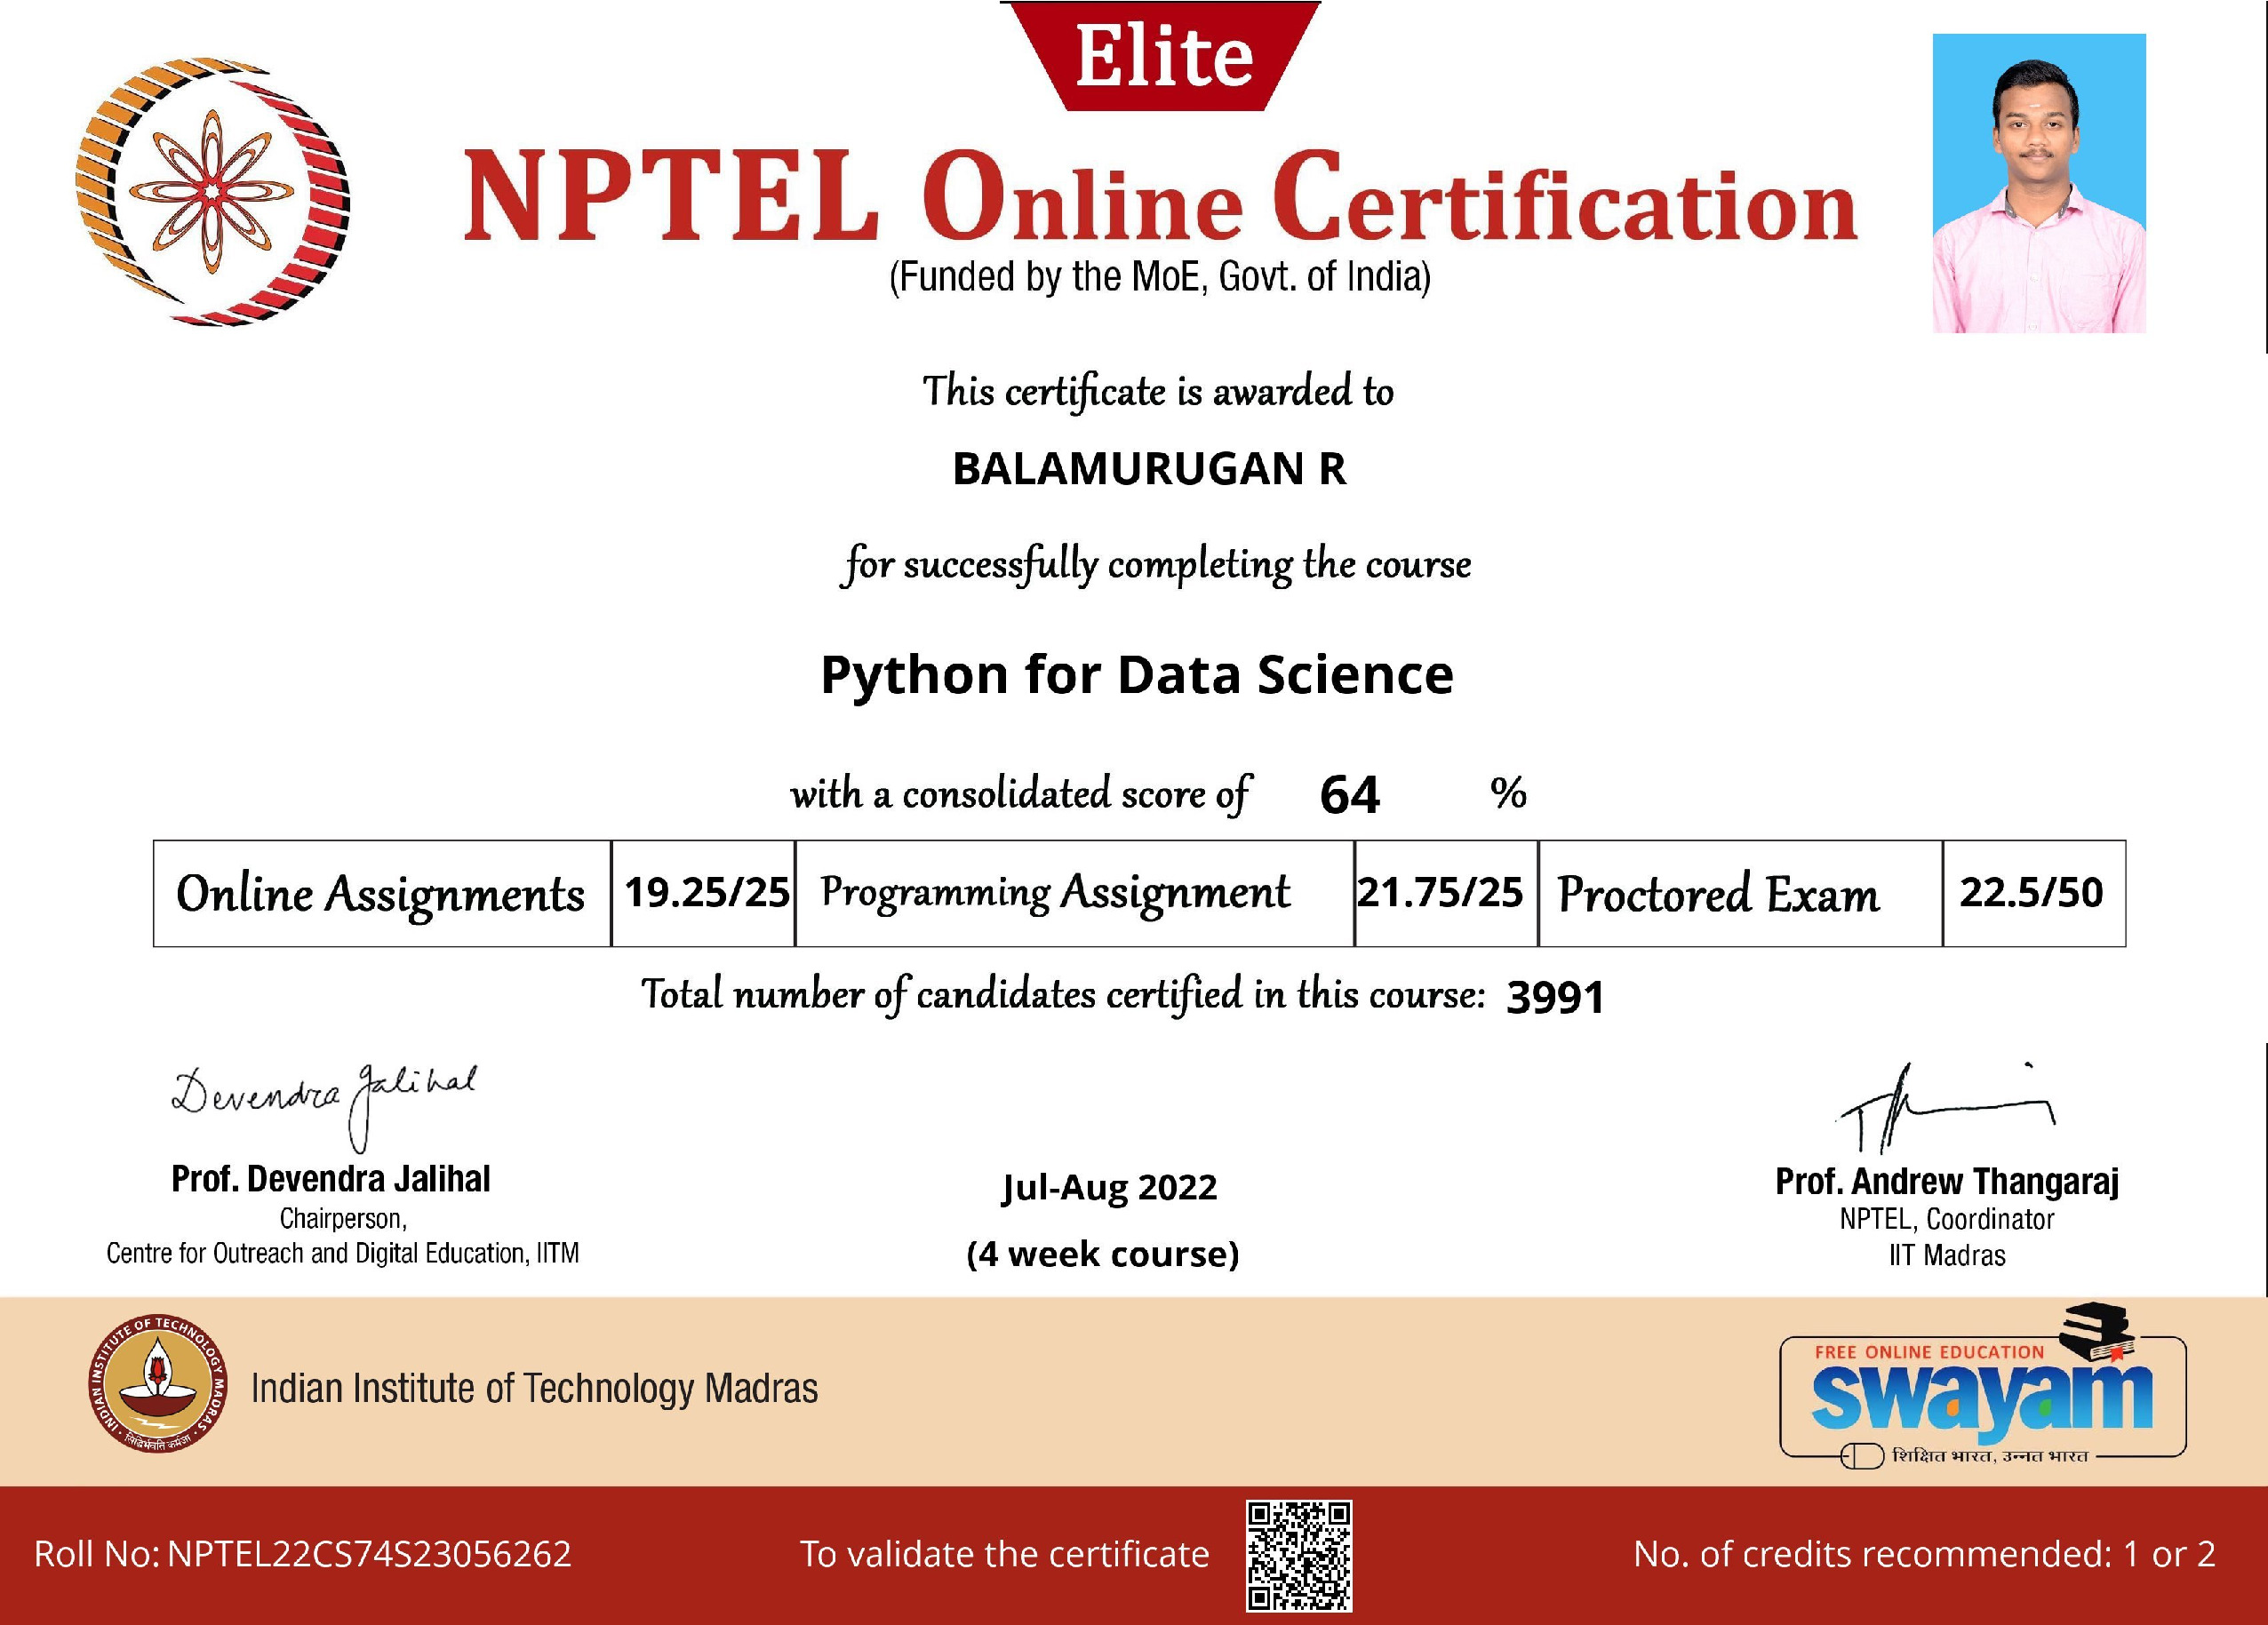 Elite
NPTEL Online Certification
(Funded by the MoE, Govt. of India)
This certificate is awarded to
BALAMURUGAN R
for successfully completing the course
Python for Data Science
with a consolidated score of 64 %
Online Assignments 19.25/25 Programming Assignment 21.75/25 Proctored Exam 22.5/50
Total number of candidates certified in this course: 3991
Devendra Jalihal
Prof. Devendra Jalihal
Chairperson,
Centre for Outreach and Digital Education, IITM
Jul-Aug 2022
(4 week course)
Prof. Andrew Thangaraj
NPTEL, Coordinator
IIT Madras
INDIAN INSTITUTE OF TECHNOLOGY MADRAS
सिद्धिर्भवति कर्मजा
Indian Institute of Technology Madras
FREE ONLINE EDUCATION
swayam
शिक्षित भारत, उन्नत भारत
Roll No: NPTEL22CS74S23056262
To validate the certificate
No. of credits recommended: 1 or 2